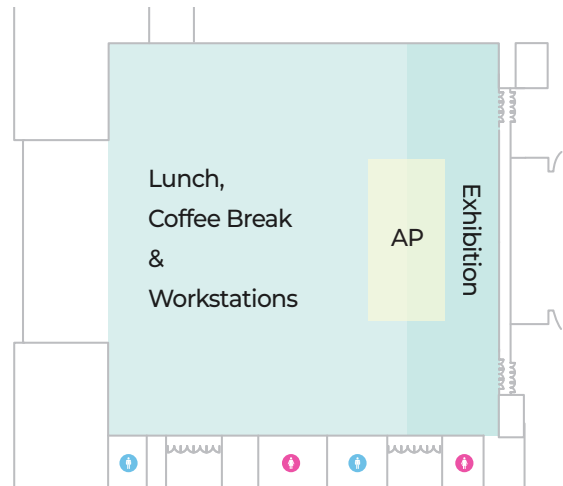 Lunch,
Coffee Break
&
Workstations
AP
Exhibition